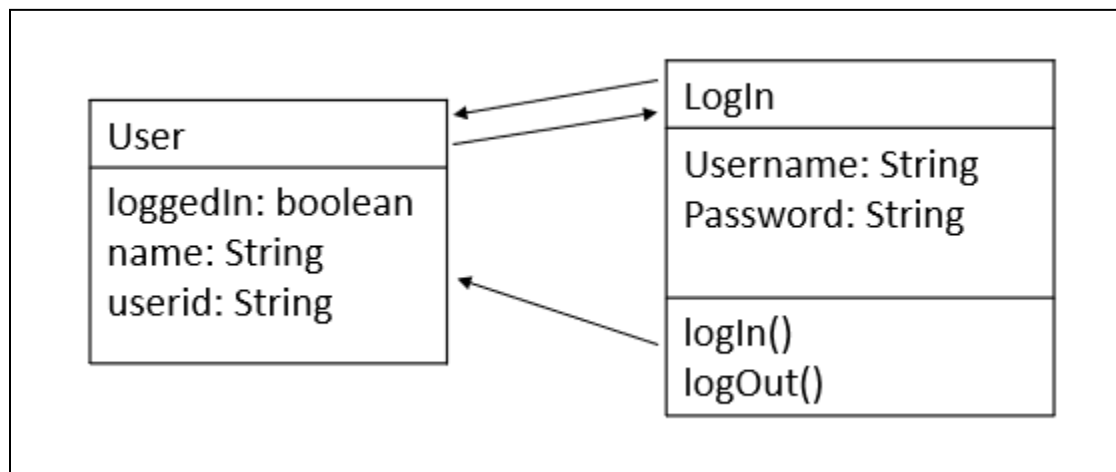 User
loggedIn: boolean
name: String
userid: String
LogIn
Username: String
Password: String
logIn()
logOut()